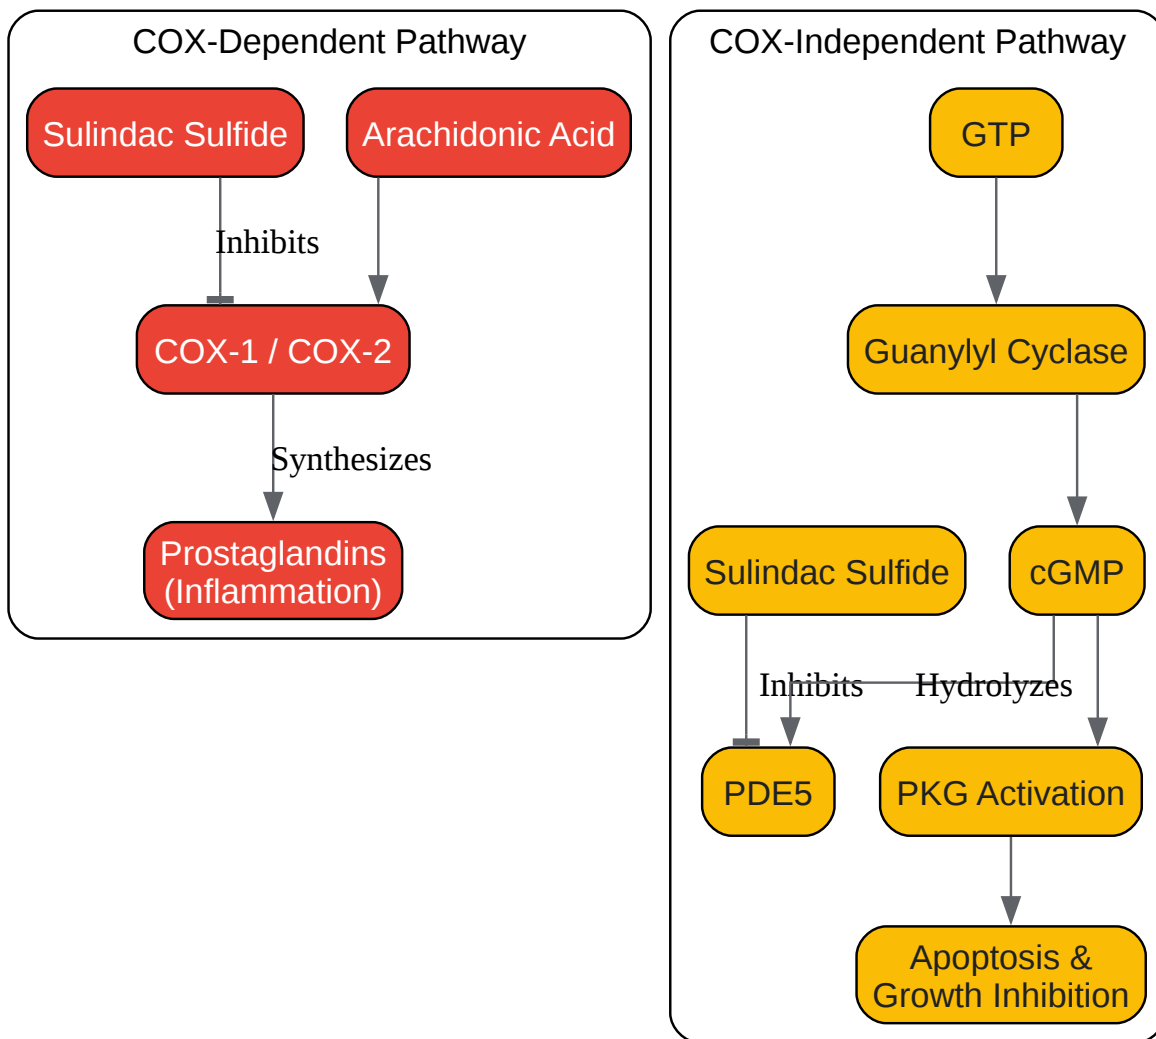 COX-Dependent Pathway
Sulindac Sulfide
Arachidonic Acid
Inhibits
COX-1 / COX-2
Synthesizes
Prostaglandins
(Inflammation)
COX-Independent Pathway
GTP
Guanylyl Cyclase
Sulindac Sulfide
cGMP
Inhibits
Hydrolyzes
PDE5
PKG Activation
Apoptosis &
Growth Inhibition